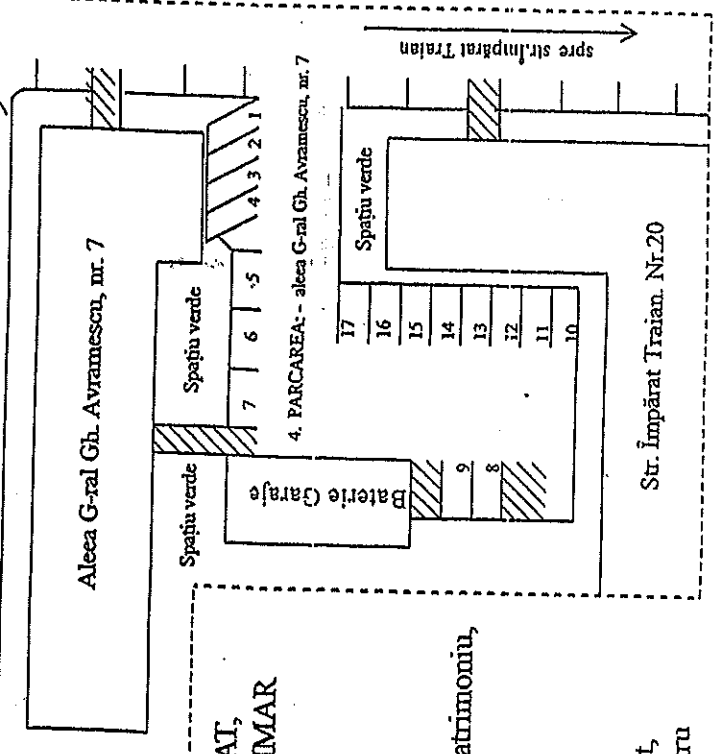 spre str.Împărat Traian
Aleea G-ral Gh. Avramescu, nr. 7
1
2
3
4
5
6
7
Spațiu verde
Spațiu verde
4. PARCAREA: - aleea G-ral Gh. Avramescu, nr. 7
Spațiu verde
17
16
15
14
13
12
11
10
Baterie Garaje
9
8
Str. Împărat Traian. Nr.20
AT,
MAR
atrimoniu,
t,
ru